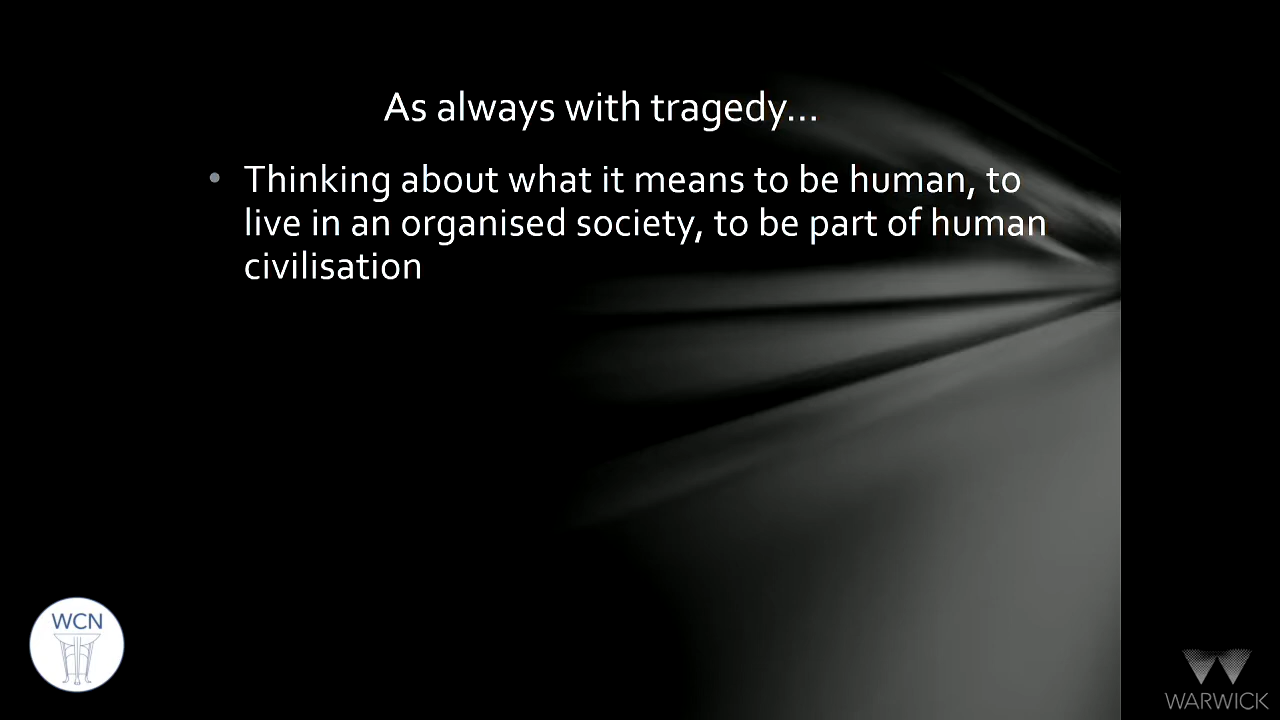 As always with tragedy...
• Thinking about what it means to be human, to
live in an organised society, to be part of human
civilisation
WCN
WARWICK